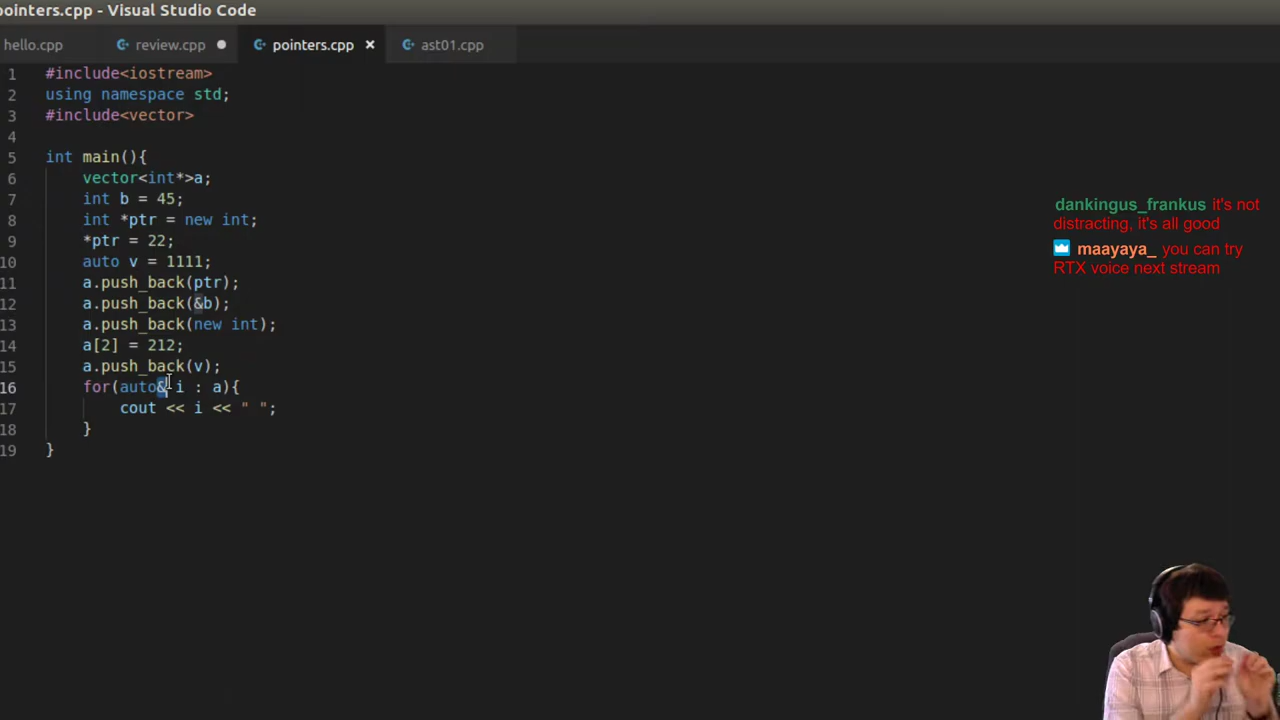 pointers.cpp - Visual Studio Code
hello.cpp review.cpp pointers.cpp ast01.cpp
1 #include<iostream>
2 using namespace std;
3 #include<vector>
4
5 int main(){
6 vector<int*>a;
7 int b = 45;
8 int *ptr = new int;
9 *ptr = 22;
10 auto v = 1111;
11 a.push_back(ptr);
12 a.push_back(&b);
13 a.push_back(new int);
14 a[2] = 212;
15 a.push_back(v);
16 for(auto& i : a){
17 cout << i << " ";
18 }
19 }
dankingus_frankus it's not
distracting, it's all good
maayaya_ you can try
RTX voice next stream